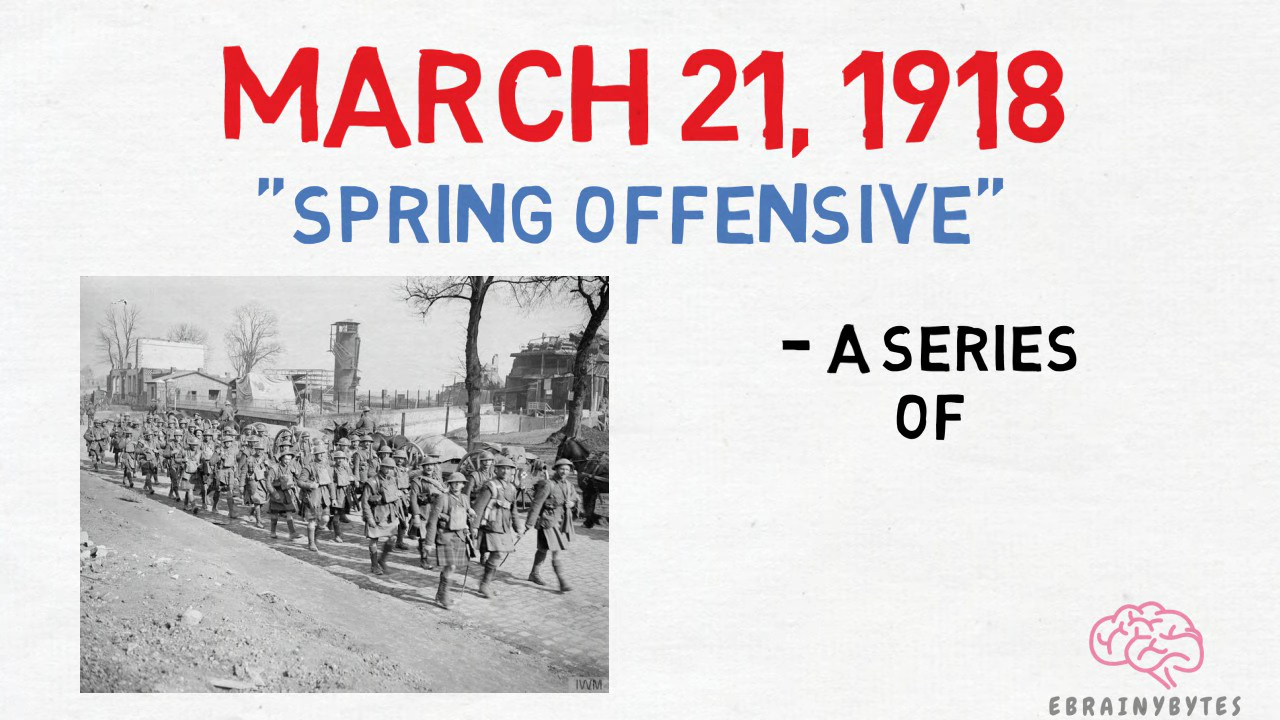 MARCH 21, 1918
"SPRING OFFENSIVE"
- A SERIES
OF
IWM
EBRAINYBYTES